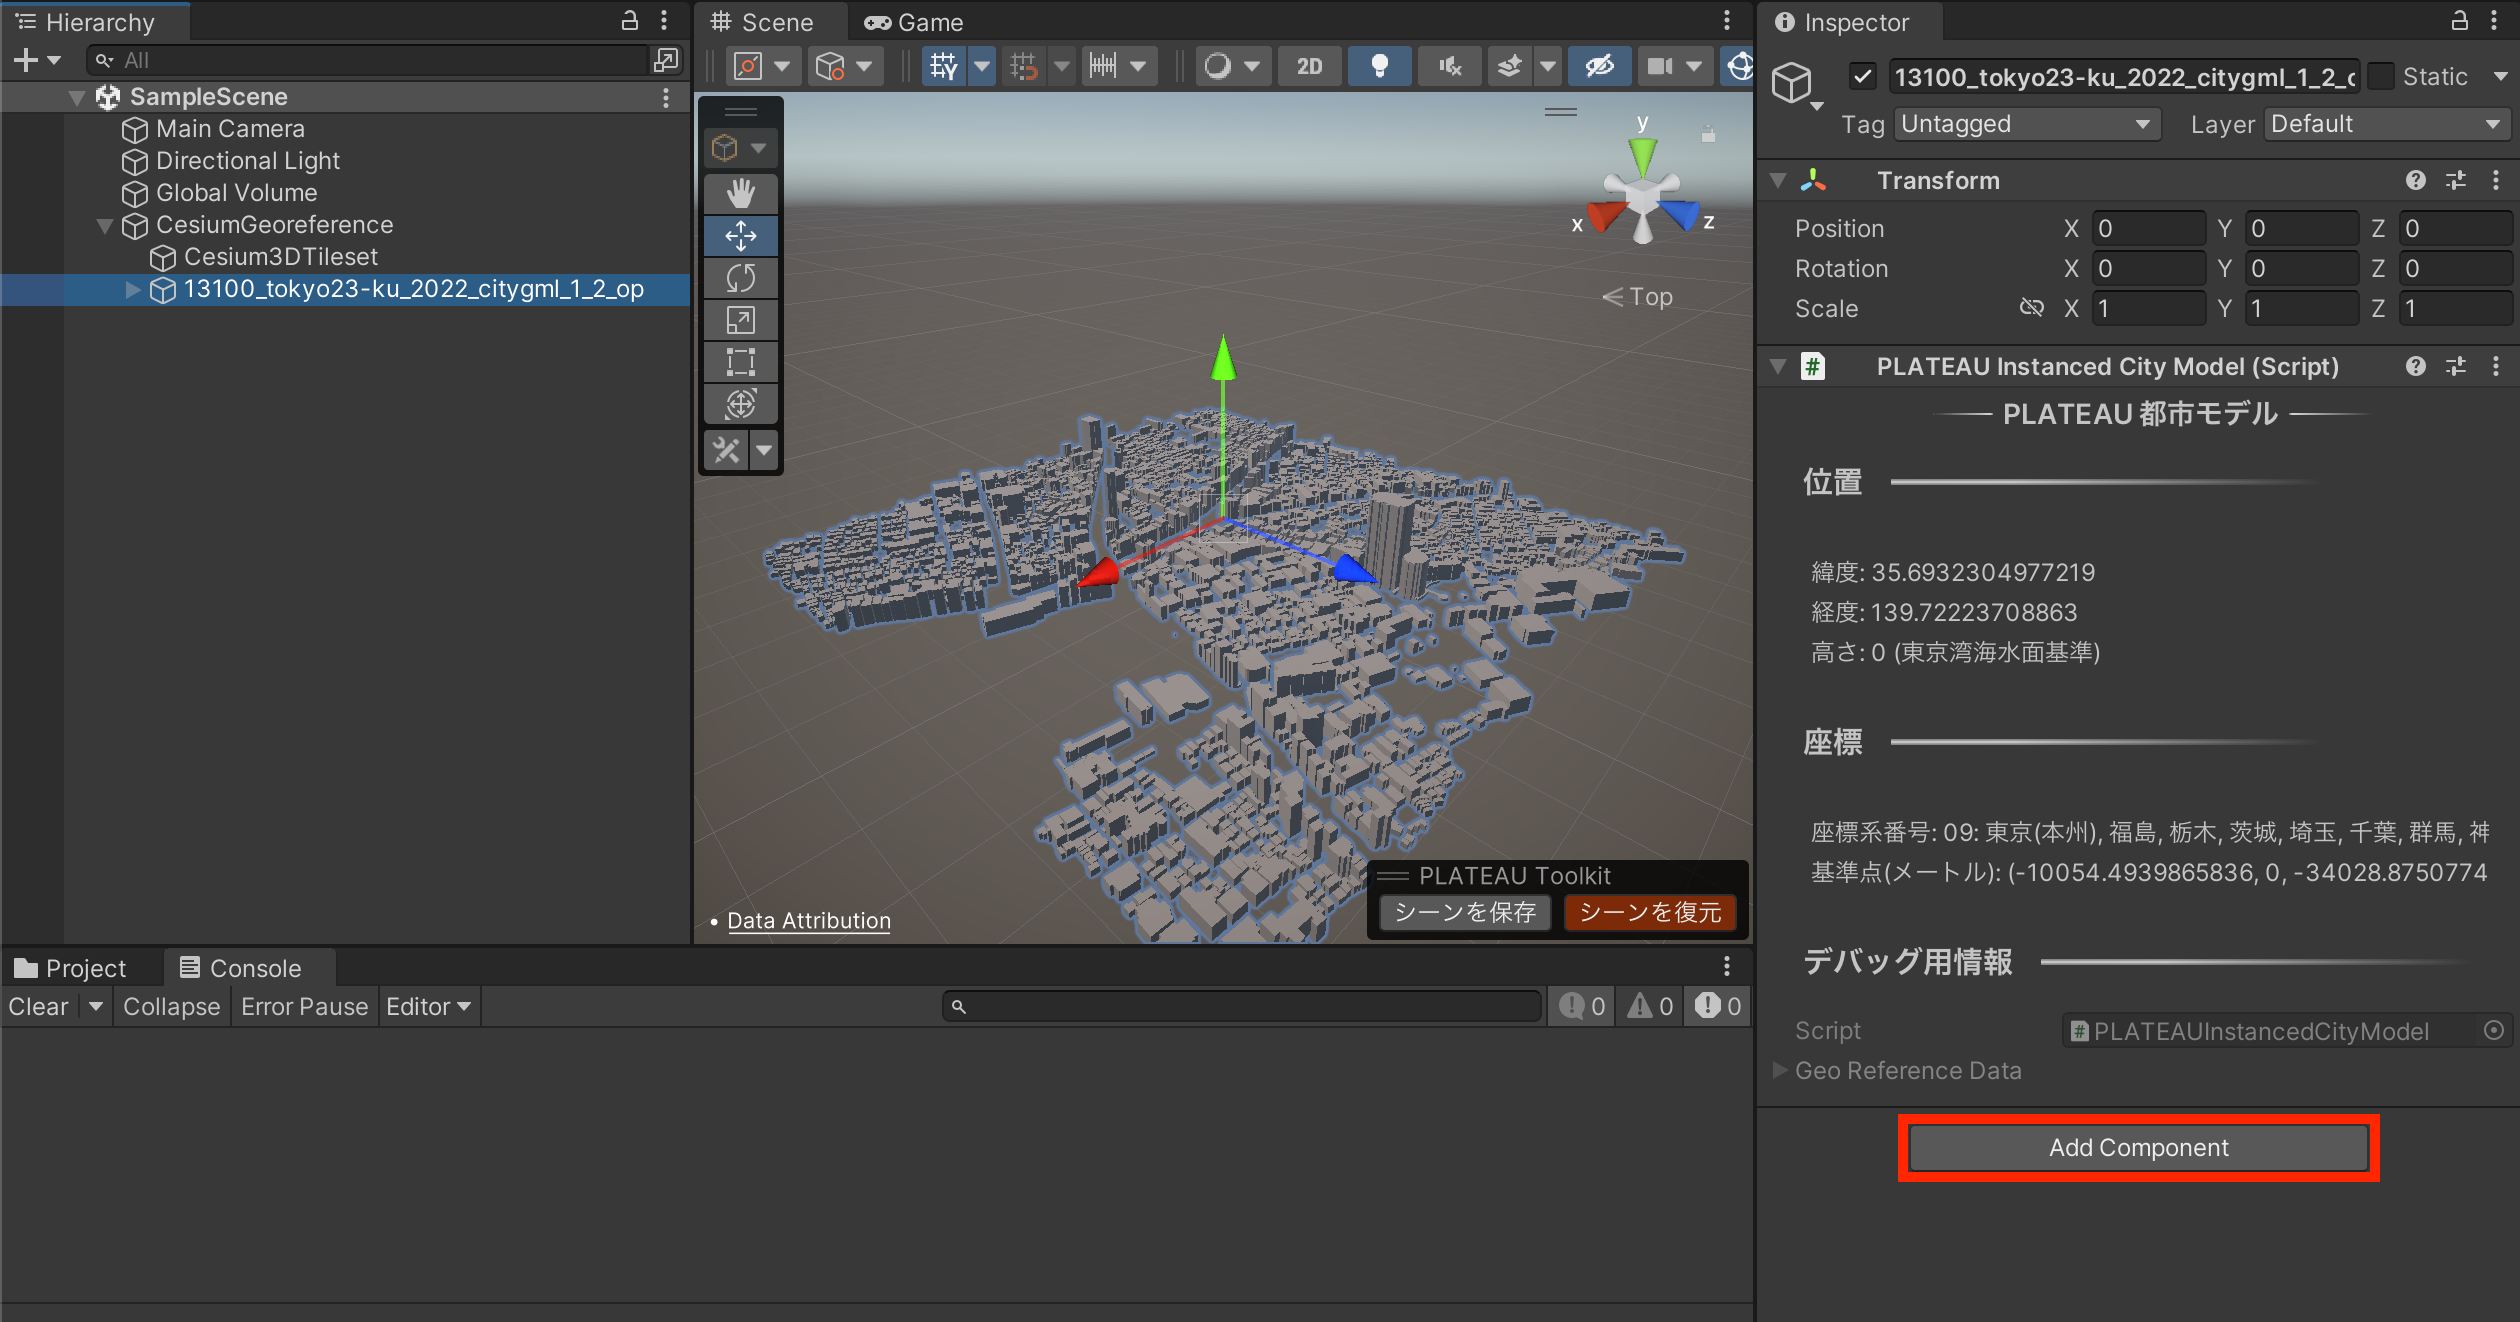 Hierarchy
All
SampleScene
Main Camera
Directional Light
Global Volume
CesiumGeoreference
Cesium3DTileset
13100_tokyo23-ku_2022_citygml_1_2_op
Scene
Game
2D
y
x
z
Top
Data Attribution
PLATEAU Toolkit
シーンを保存 シーンを復元
Project
Console
Clear
Collapse
Error Pause
Editor
0
0
0
Inspector
13100_tokyo23-ku_2022_citygml_1_2_
Static
Tag Untagged
Layer Default
Transform
Position X 0 Y 0 Z 0
Rotation X 0 Y 0 Z 0
Scale X 1 Y 1 Z 1
PLATEAU Instanced City Model (Script)
PLATEAU 都市モデル
位置
緯度: 35.6932304977219
経度: 139.72223708863
高さ: 0 (東京湾海水面基準)
座標
座標系番号: 09: 東京(本州), 福島, 栃木, 茨城, 埼玉, 千葉, 群馬, 神
基準点(メートル): (-10054.4939865836, 0, -34028.8750774
デバッグ用情報
Script PLATEAUInstancedCityModel
Geo Reference Data
Add Component